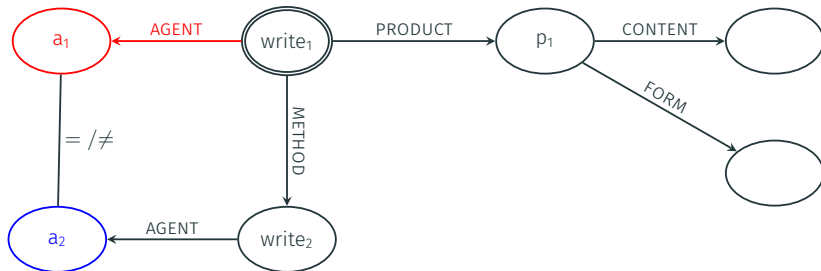 a₁ AGENT write₁ PRODUCT p₁ CONTENT
FORM
= /≠
METHOD
a₂ AGENT write₂